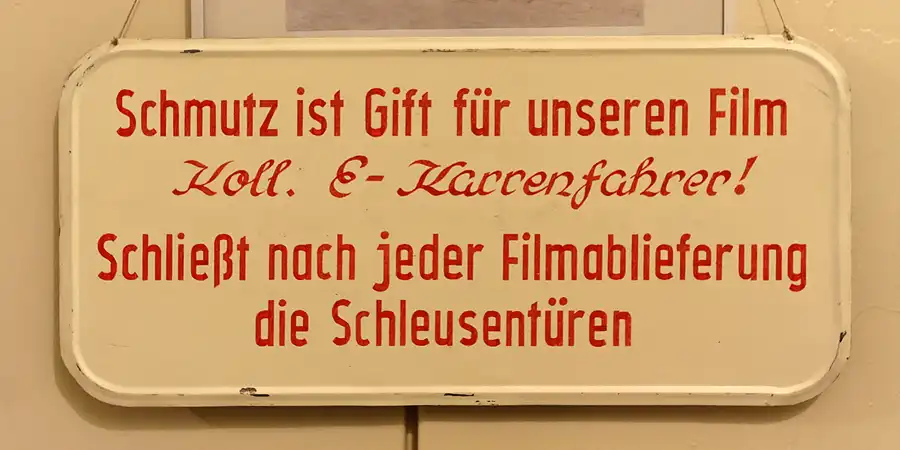 Schmutz ist Gift für unseren Film
Koll. E-Karrenfahrer!
Schließt nach jeder Filmablieferung
die Schleusentüren